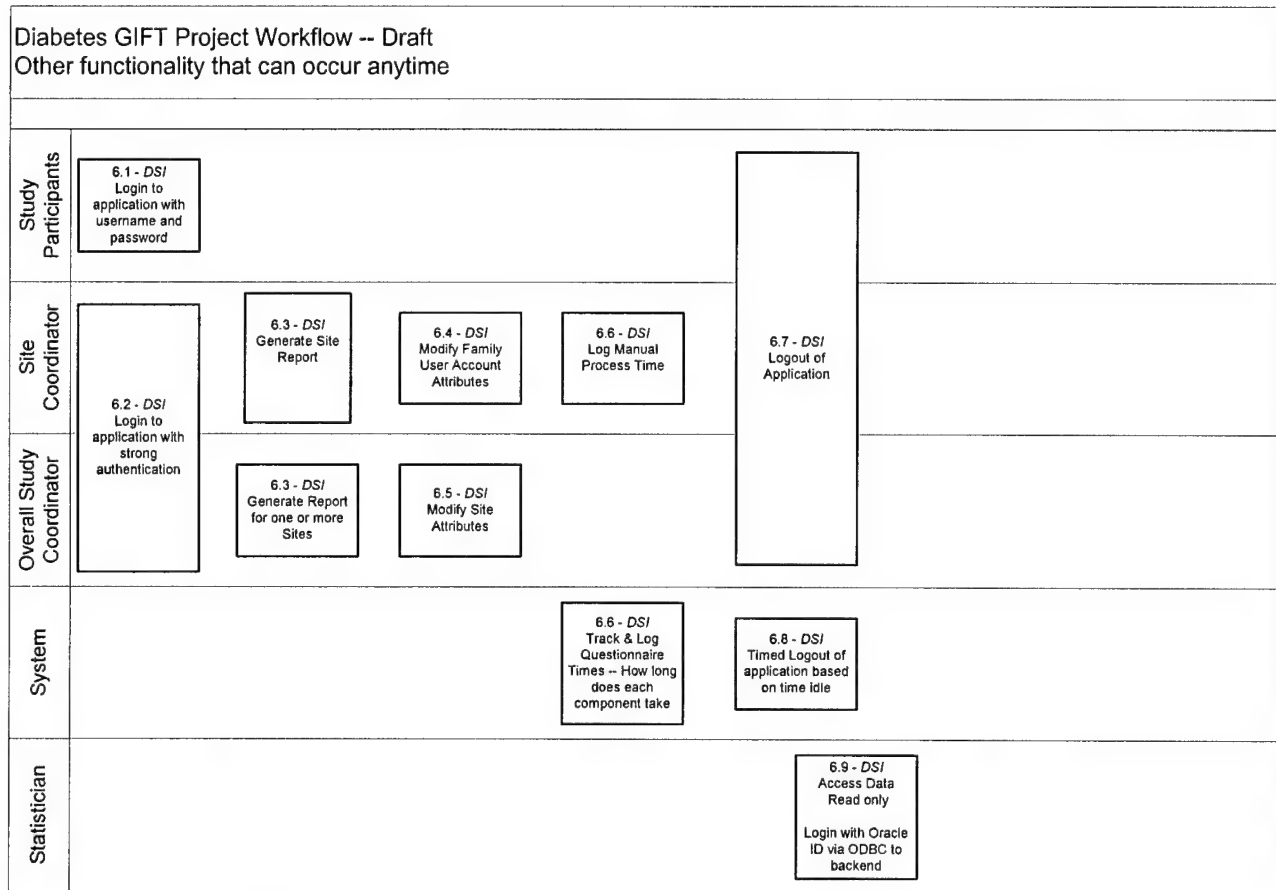 Diabetes GIFT Project Workflow -- Draft
Other functionality that can occur anytime
Study
Participants
6.1 - DSI
Login to
application with
username and
password
Site
Coordinator
6.2 - DSI
Login to
application with
strong
authentication
6.3 - DSI
Generate Site
Report
6.4 - DSI
Modify Family
User Account
Attributes
6.6 - DSI
Log Manual
Process Time
6.7 - DSI
Logout of
Application
Overall Study
Coordinator
6.3 - DSI
Generate Report
for one or more
Sites
6.5 - DSI
Modify Site
Attributes
System
6.6 - DSI
Track & Log
Questionnaire
Times -- How long
does each
component take
6.8 - DSI
Timed Logout of
application based
on time idle
Statistician
6.9 - DSI
Access Data
Read only
Login with Oracle
ID via ODBC to
backend